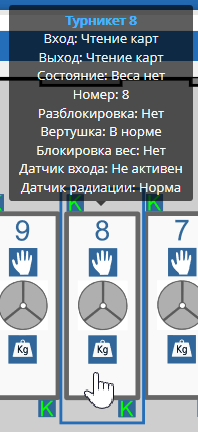 Турникет 8
Вход: Чтение карт
Выход: Чтение карт
Состояние: Веса нет
Номер: 8
Разблокировка: Нет
Вертушка: В норме
Блокировка вес: Нет
Датчик входа: Не активен
Датчик радиации: Норма
K K
9 8 7
Kg Kg Kg
K K